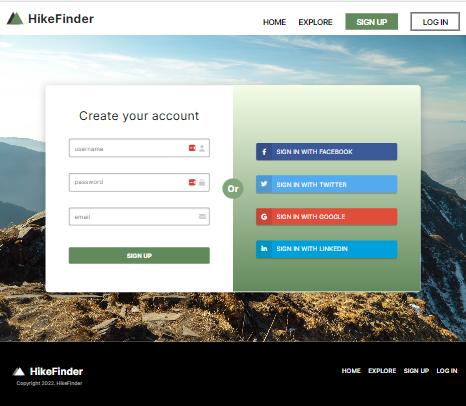 HikeFinder
HOME EXPLORE SIGN UP LOG IN
Create your account
username
password
email
SIGN UP
Or
SIGN IN WITH FACEBOOK
SIGN IN WITH TWITTER
SIGN IN WITH GOOGLE
SIGN IN WITH LINKEDIN
HikeFinder
Copyright 2022. HikeFinder
HOME EXPLORE SIGN UP LOG IN